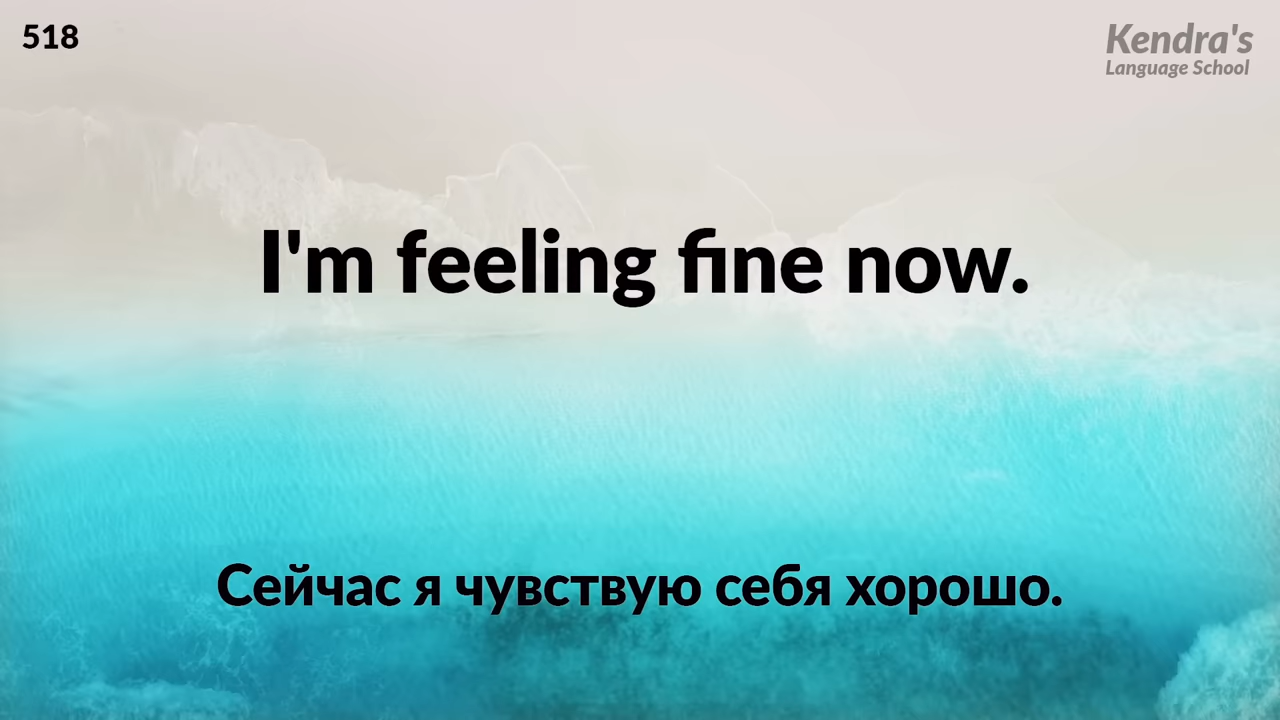 518
Kendra's
Language School
I'm feeling fine now.
Сейчас я чувствую себя хорошо.